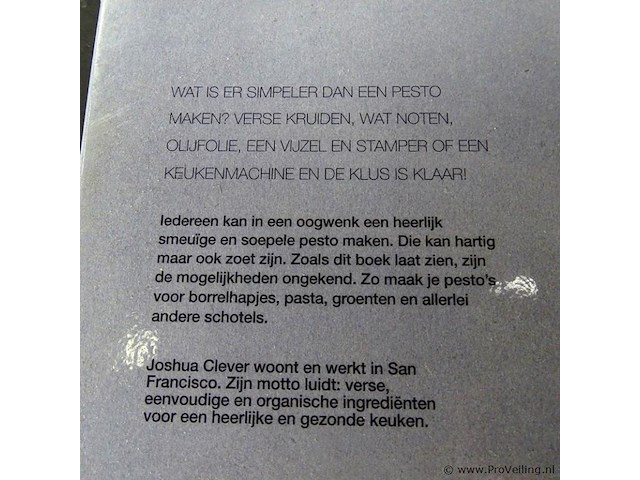 WAT IS ER SIMPELER DAN EEN PESTO
MAKEN? VERSE KRUIDEN, WAT NOTEN,
OLIJFOLIE, EEN VIJZEL EN STAMPER OF EEN
KEUKENMACHINE EN DE KLUS IS KLAAR!
Iedereen kan in een oogwenk een heerlijk
smeuïge en soepele pesto maken. Die kan hartig
maar ook zoet zijn. Zoals dit boek laat zien, zijn
de mogelijkheden ongekend. Zo maak je pesto's
voor borrelhapjes, pasta, groenten en allerlei
andere schotels.
Joshua Clever woont en werkt in San
Francisco. Zijn motto luidt: verse,
eenvoudige en organische ingrediënten
voor een heerlijke en gezonde keuken.
© www.ProVeiling.nl